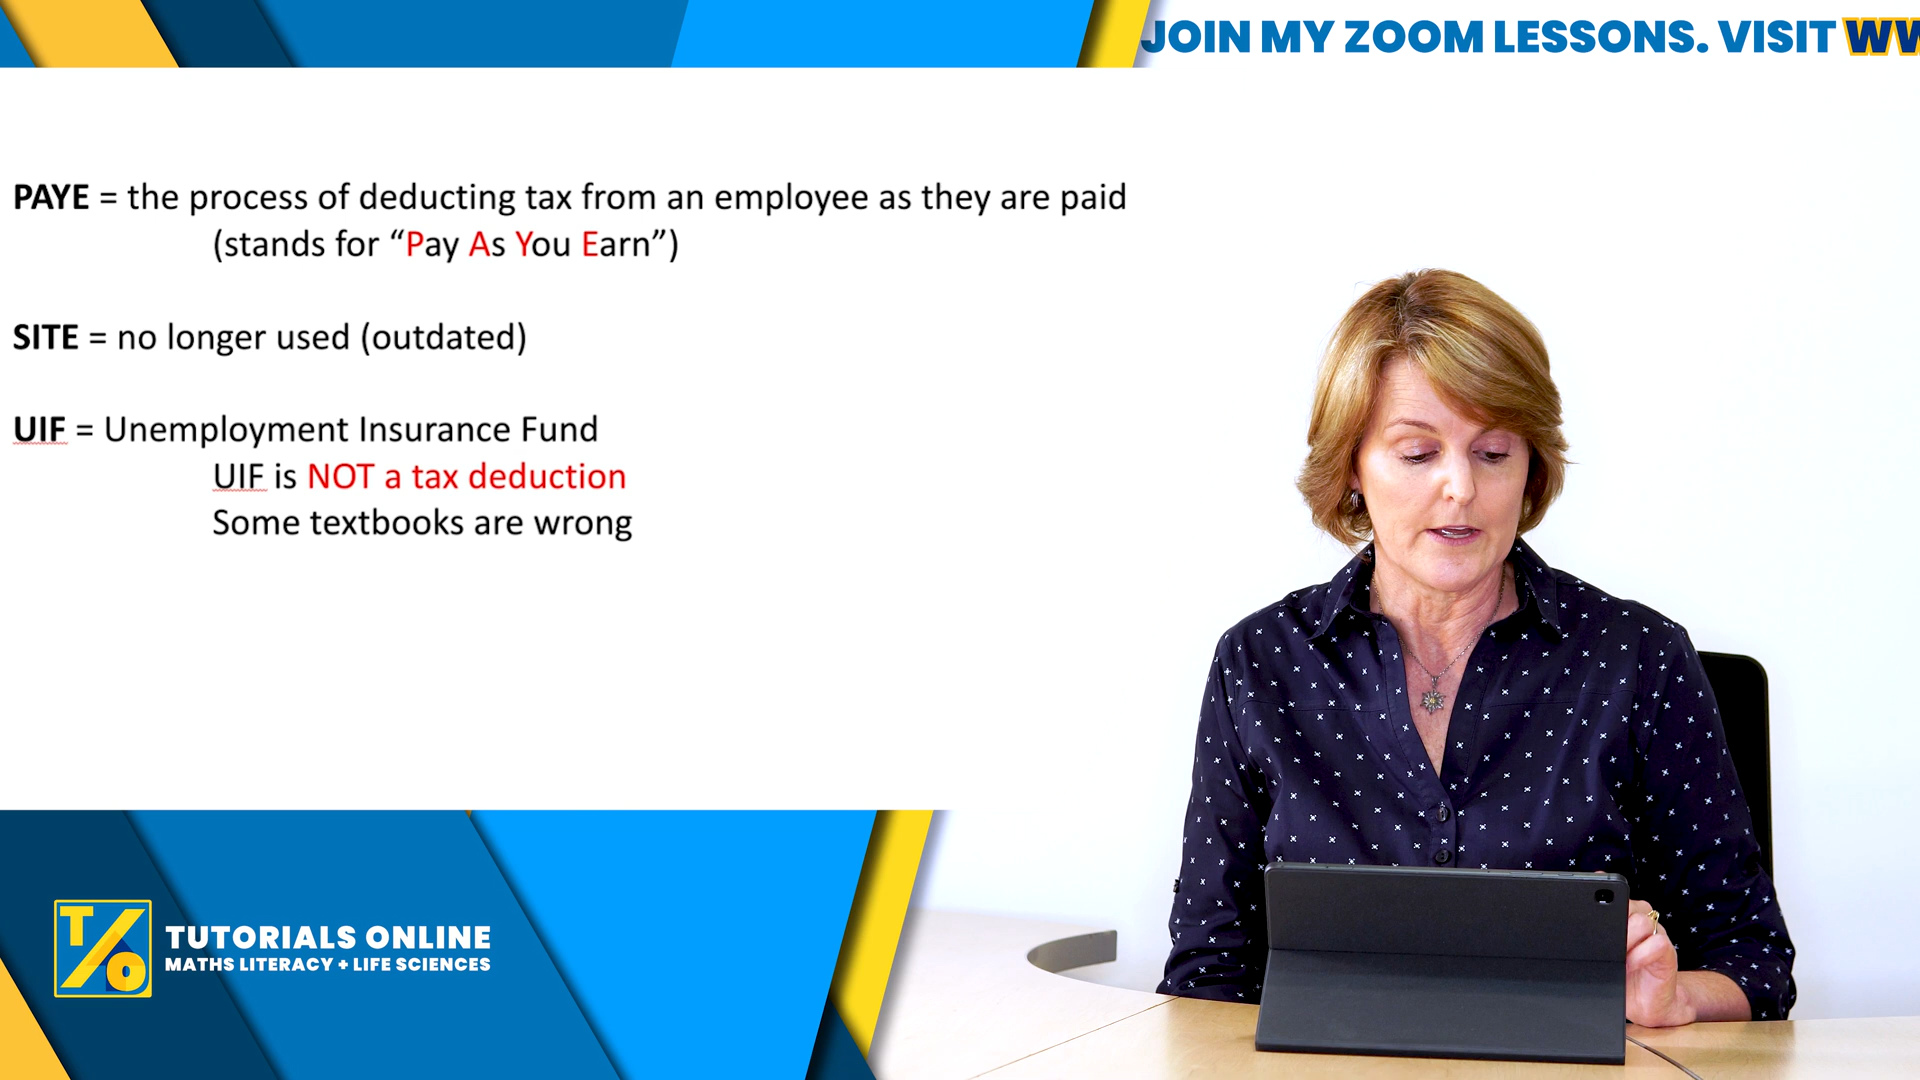 JOIN MY ZOOM LESSONS. VISIT WW
PAYE = the process of deducting tax from an employee as they are paid
(stands for “Pay As You Earn”)
SITE = no longer used (outdated)
UIF = Unemployment Insurance Fund
UIF is NOT a tax deduction
Some textbooks are wrong
T/o
TUTORIALS ONLINE
MATHS LITERACY + LIFE SCIENCES